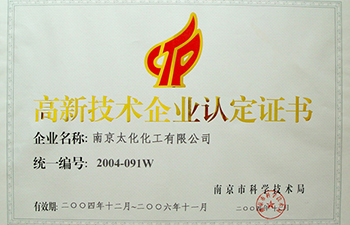 高新技术企业认定证书
企业名称: 南京太化化工有限公司
统一编号: 2004-091W
南京市科学技术局
有效期: 二〇〇四年十二月~二〇〇六年十一月